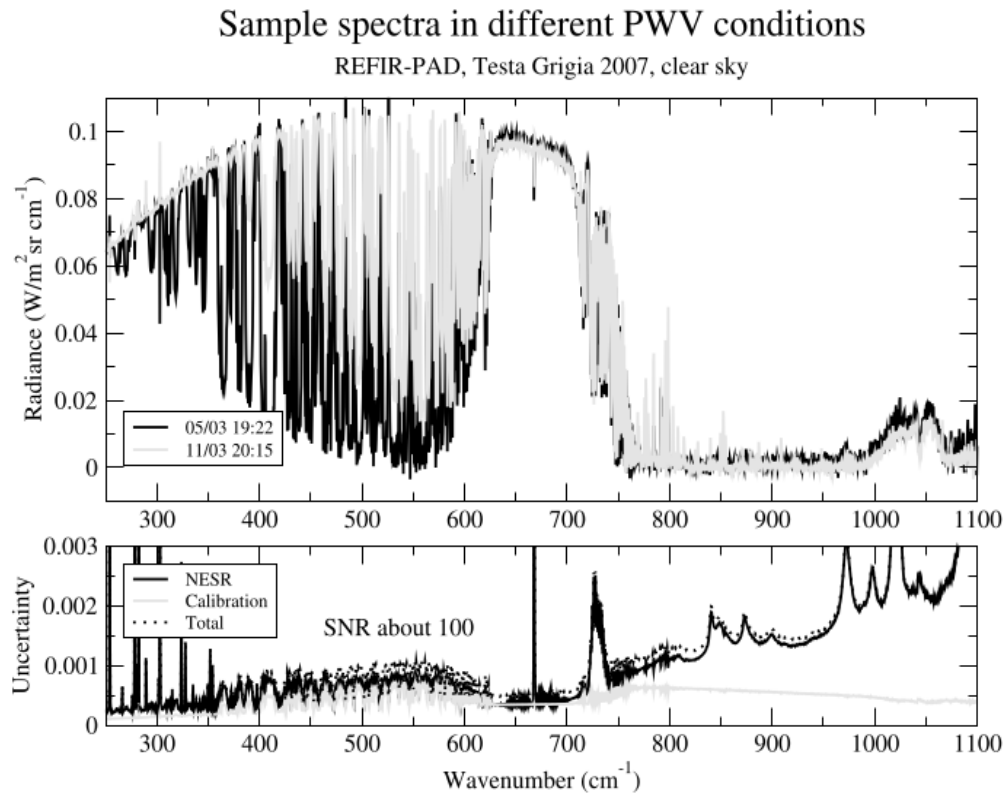 Sample spectra in different PWV conditions
REFIR-PAD, Testa Grigia 2007, clear sky
Radiance (W/m² sr cm⁻¹)
0.1
0.08
0.06
0.04
0.02
0
05/03 19:22
11/03 20:15
300 400 500 600 700 800 900 1000 1100
Uncertainty
0.003
0.002
0.001
0
NESR
Calibration
Total
SNR about 100
300 400 500 600 700 800 900 1000 1100
Wavenumber (cm⁻¹)